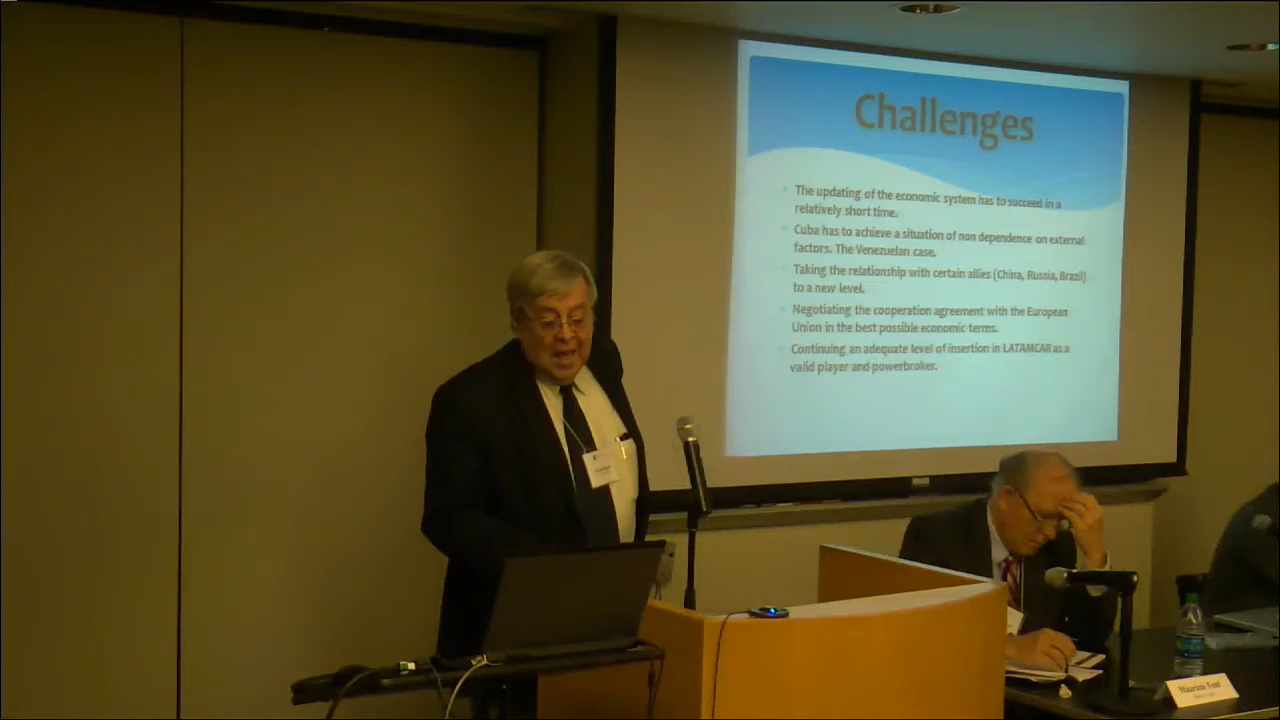 Challenges
The updating of the economic system has to succeed in a
relatively short time.
Cuba has to achieve a situation of non dependence on external
factors. The Venezuelan case.
Taking the relationship with certain allies (China, Russia, Brazil)
to a new level.
Negotiating the cooperation agreement with the European
Union in the best possible economic terms.
Continuing an adequate level of insertion in LATAMCAR as a
valid player and powerbroker.